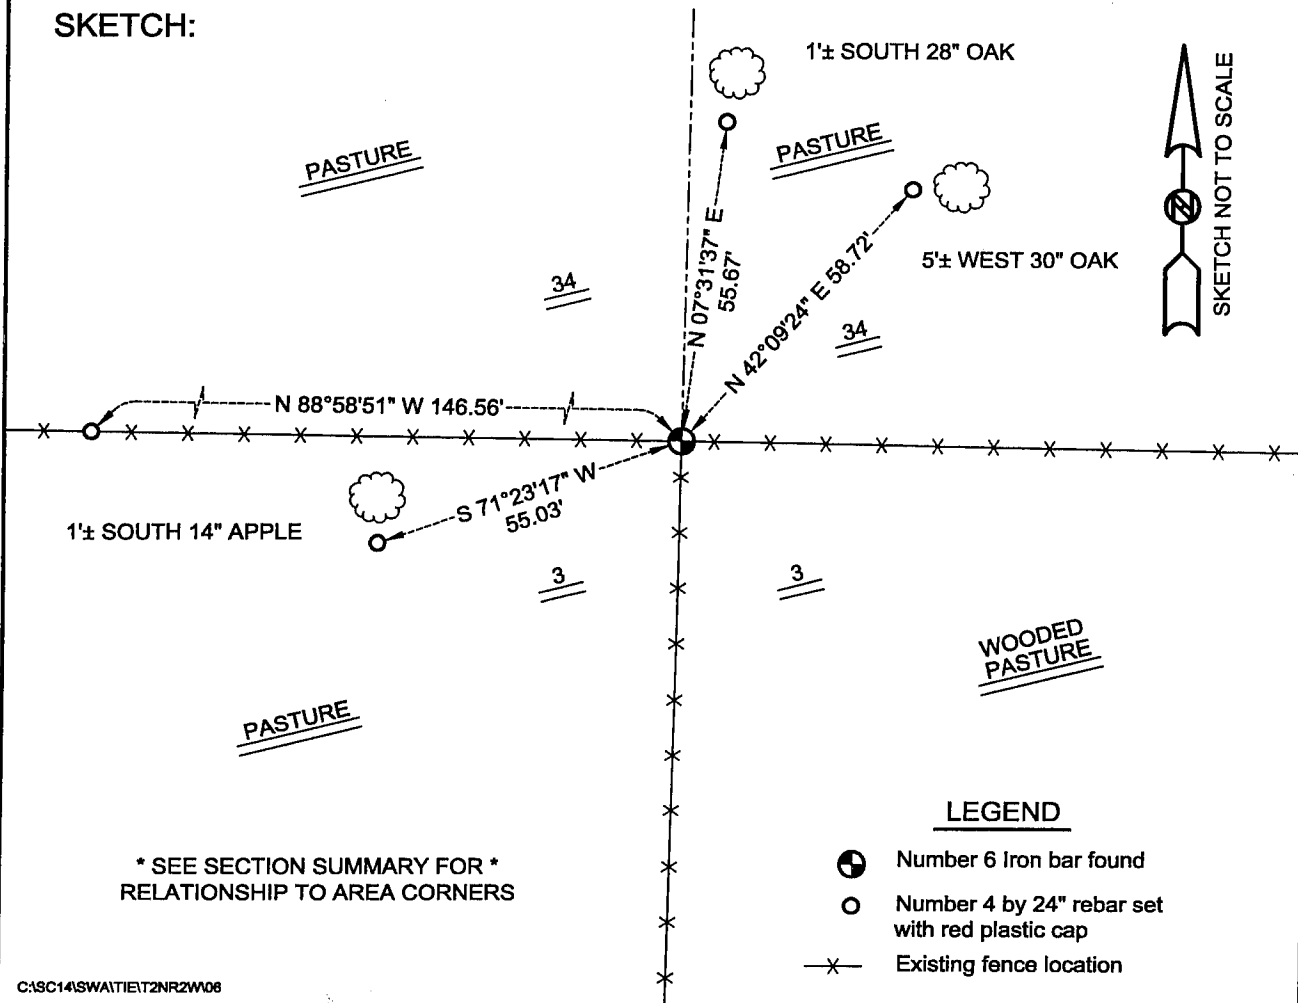 SKETCH:
1'± SOUTH 28" OAK
PASTURE
PASTURE
SKETCH NOT TO SCALE
N
5'± WEST 30" OAK
N 07°31'37" E
55.67'
N 42°09'24" E 58.72'
34
34
N 88°58'51" W 146.56'
S 71°23'17" W
55.03'
1'± SOUTH 14" APPLE
3
3
WOODED
PASTURE
PASTURE
* SEE SECTION SUMMARY FOR *
RELATIONSHIP TO AREA CORNERS
LEGEND
Number 6 Iron bar found
Number 4 by 24" rebar set
with red plastic cap
Existing fence location
C:\SC14\SWA\TIE\T2NR2W\06